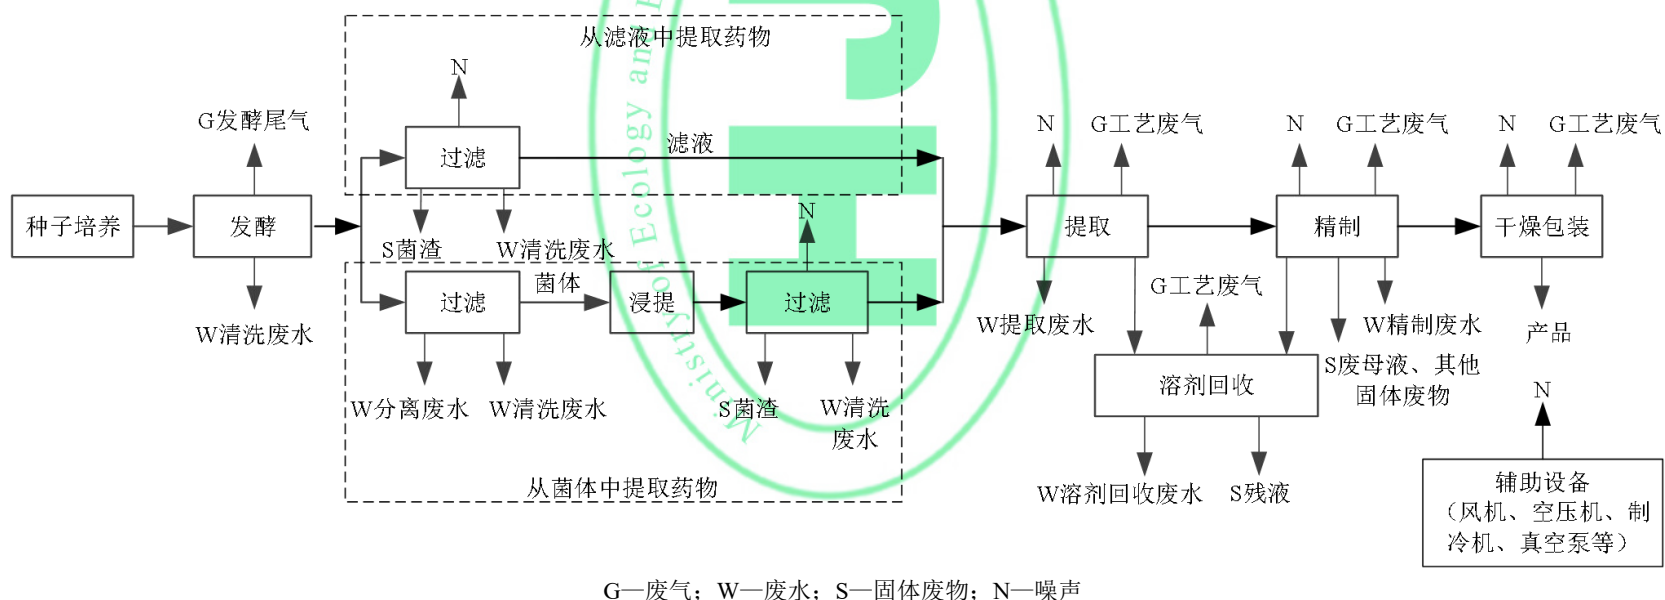 从滤液中提取药物
N
G发酵尾气
过滤
滤液
N
G工艺废气
N
G工艺废气
N
G工艺废气
种子培养
发酵
S菌渣
W清洗废水
N
提取
精制
干燥包装
W清洗废水
过滤
菌体
浸提
过滤
G工艺废气
W提取废水
W精制废水
产品
W分离废水
W清洗废水
S菌渣
W清洗
废水
溶剂回收
S废母液、其他
固体废物
N
从菌体中提取药物
W溶剂回收废水
S残液
辅助设备
（风机、空压机、制
冷机、真空泵等）
G—废气；W—废水；S—固体废物；N—噪声
Ministry of Ecology and E